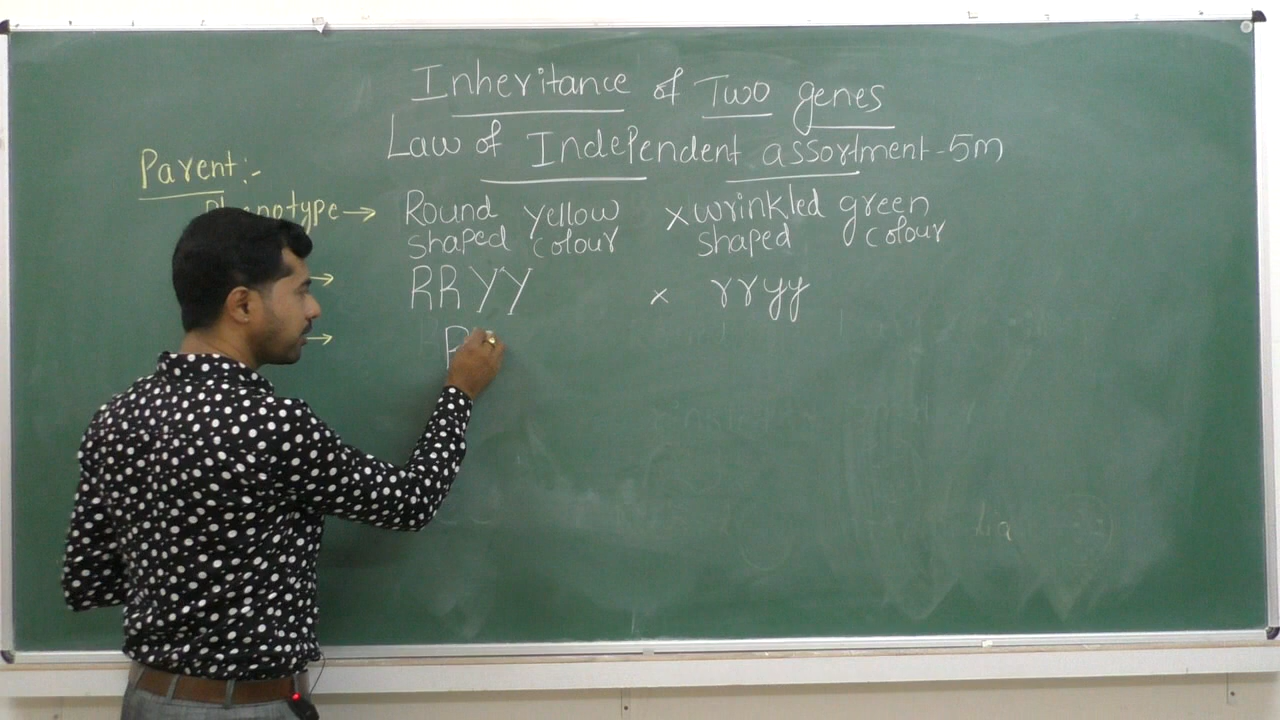 Inheritance of Two genes
Law of Independent assortment - 5m
Parent:-
Phenotype → Round yellow × wrinkled green
shaped colour shaped colour
→ RRYY × rryy
→ R